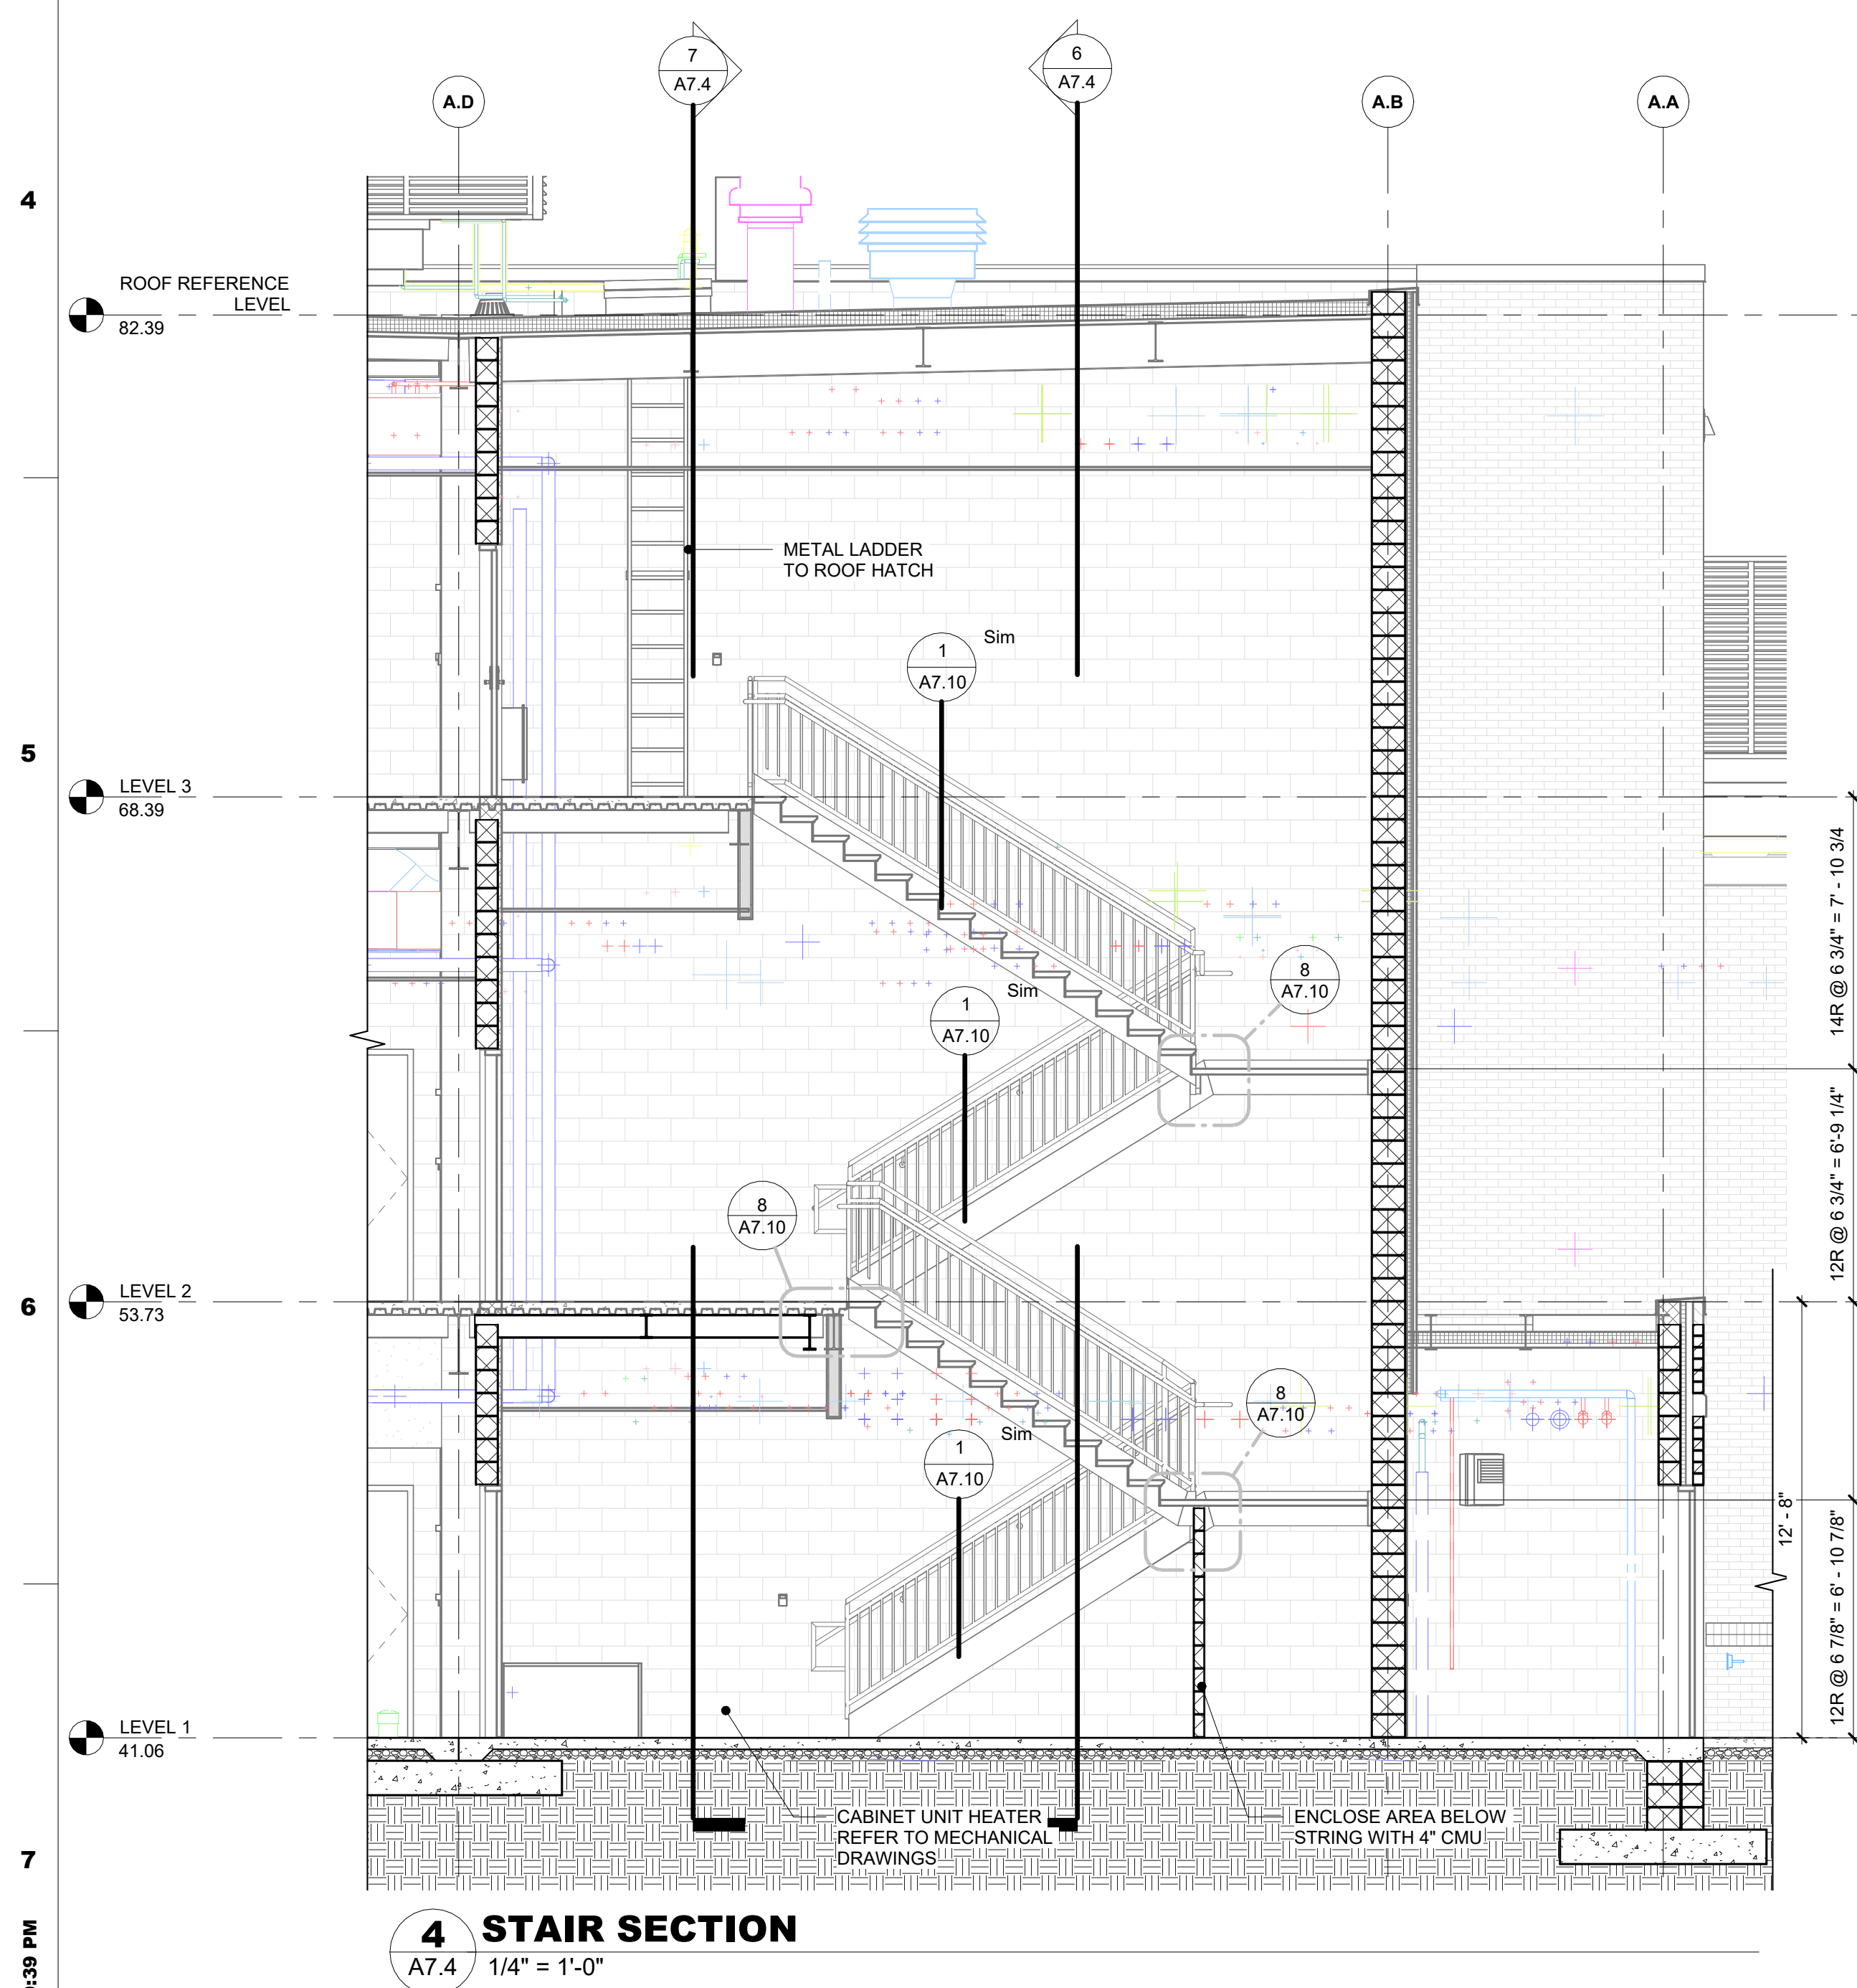 7
A7.4
6
A7.4
A.D
A.B
A.A
4
ROOF REFERENCE
LEVEL
82.39
METAL LADDER
TO ROOF HATCH
Sim
1
A7.10
5
LEVEL 3
68.39
14R @ 6 3/4" = 7' - 10 3/4
8
A7.10
Sim
1
A7.10
12R @ 6 3/4" = 6'-9 1/4"
8
A7.10
6
LEVEL 2
53.73
8
A7.10
Sim
1
A7.10
12' - 8"
12R @ 6 7/8" = 6' - 10 7/8"
LEVEL 1
41.06
CABINET UNIT HEATER
REFER TO MECHANICAL
DRAWINGS
ENCLOSE AREA BELOW
STRING WITH 4" CMU
7
4
A7.4
STAIR SECTION
1/4" = 1'-0"
:39 PM